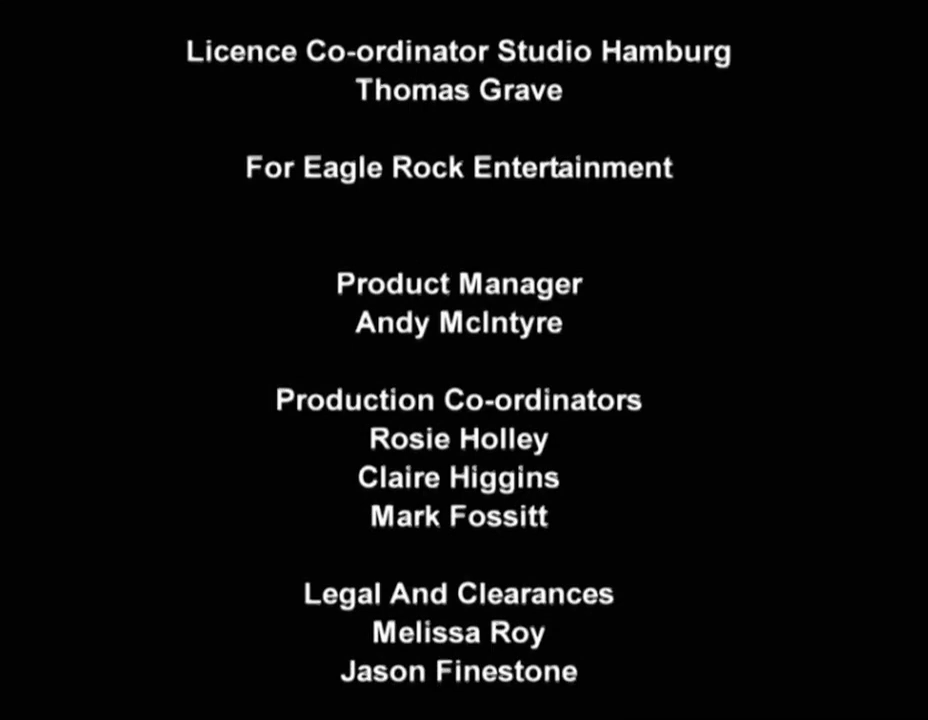 Licence Co-ordinator Studio Hamburg
Thomas Grave
For Eagle Rock Entertainment
Product Manager
Andy McIntyre
Production Co-ordinators
Rosie Holley
Claire Higgins
Mark Fossitt
Legal And Clearances
Melissa Roy
Jason Finestone